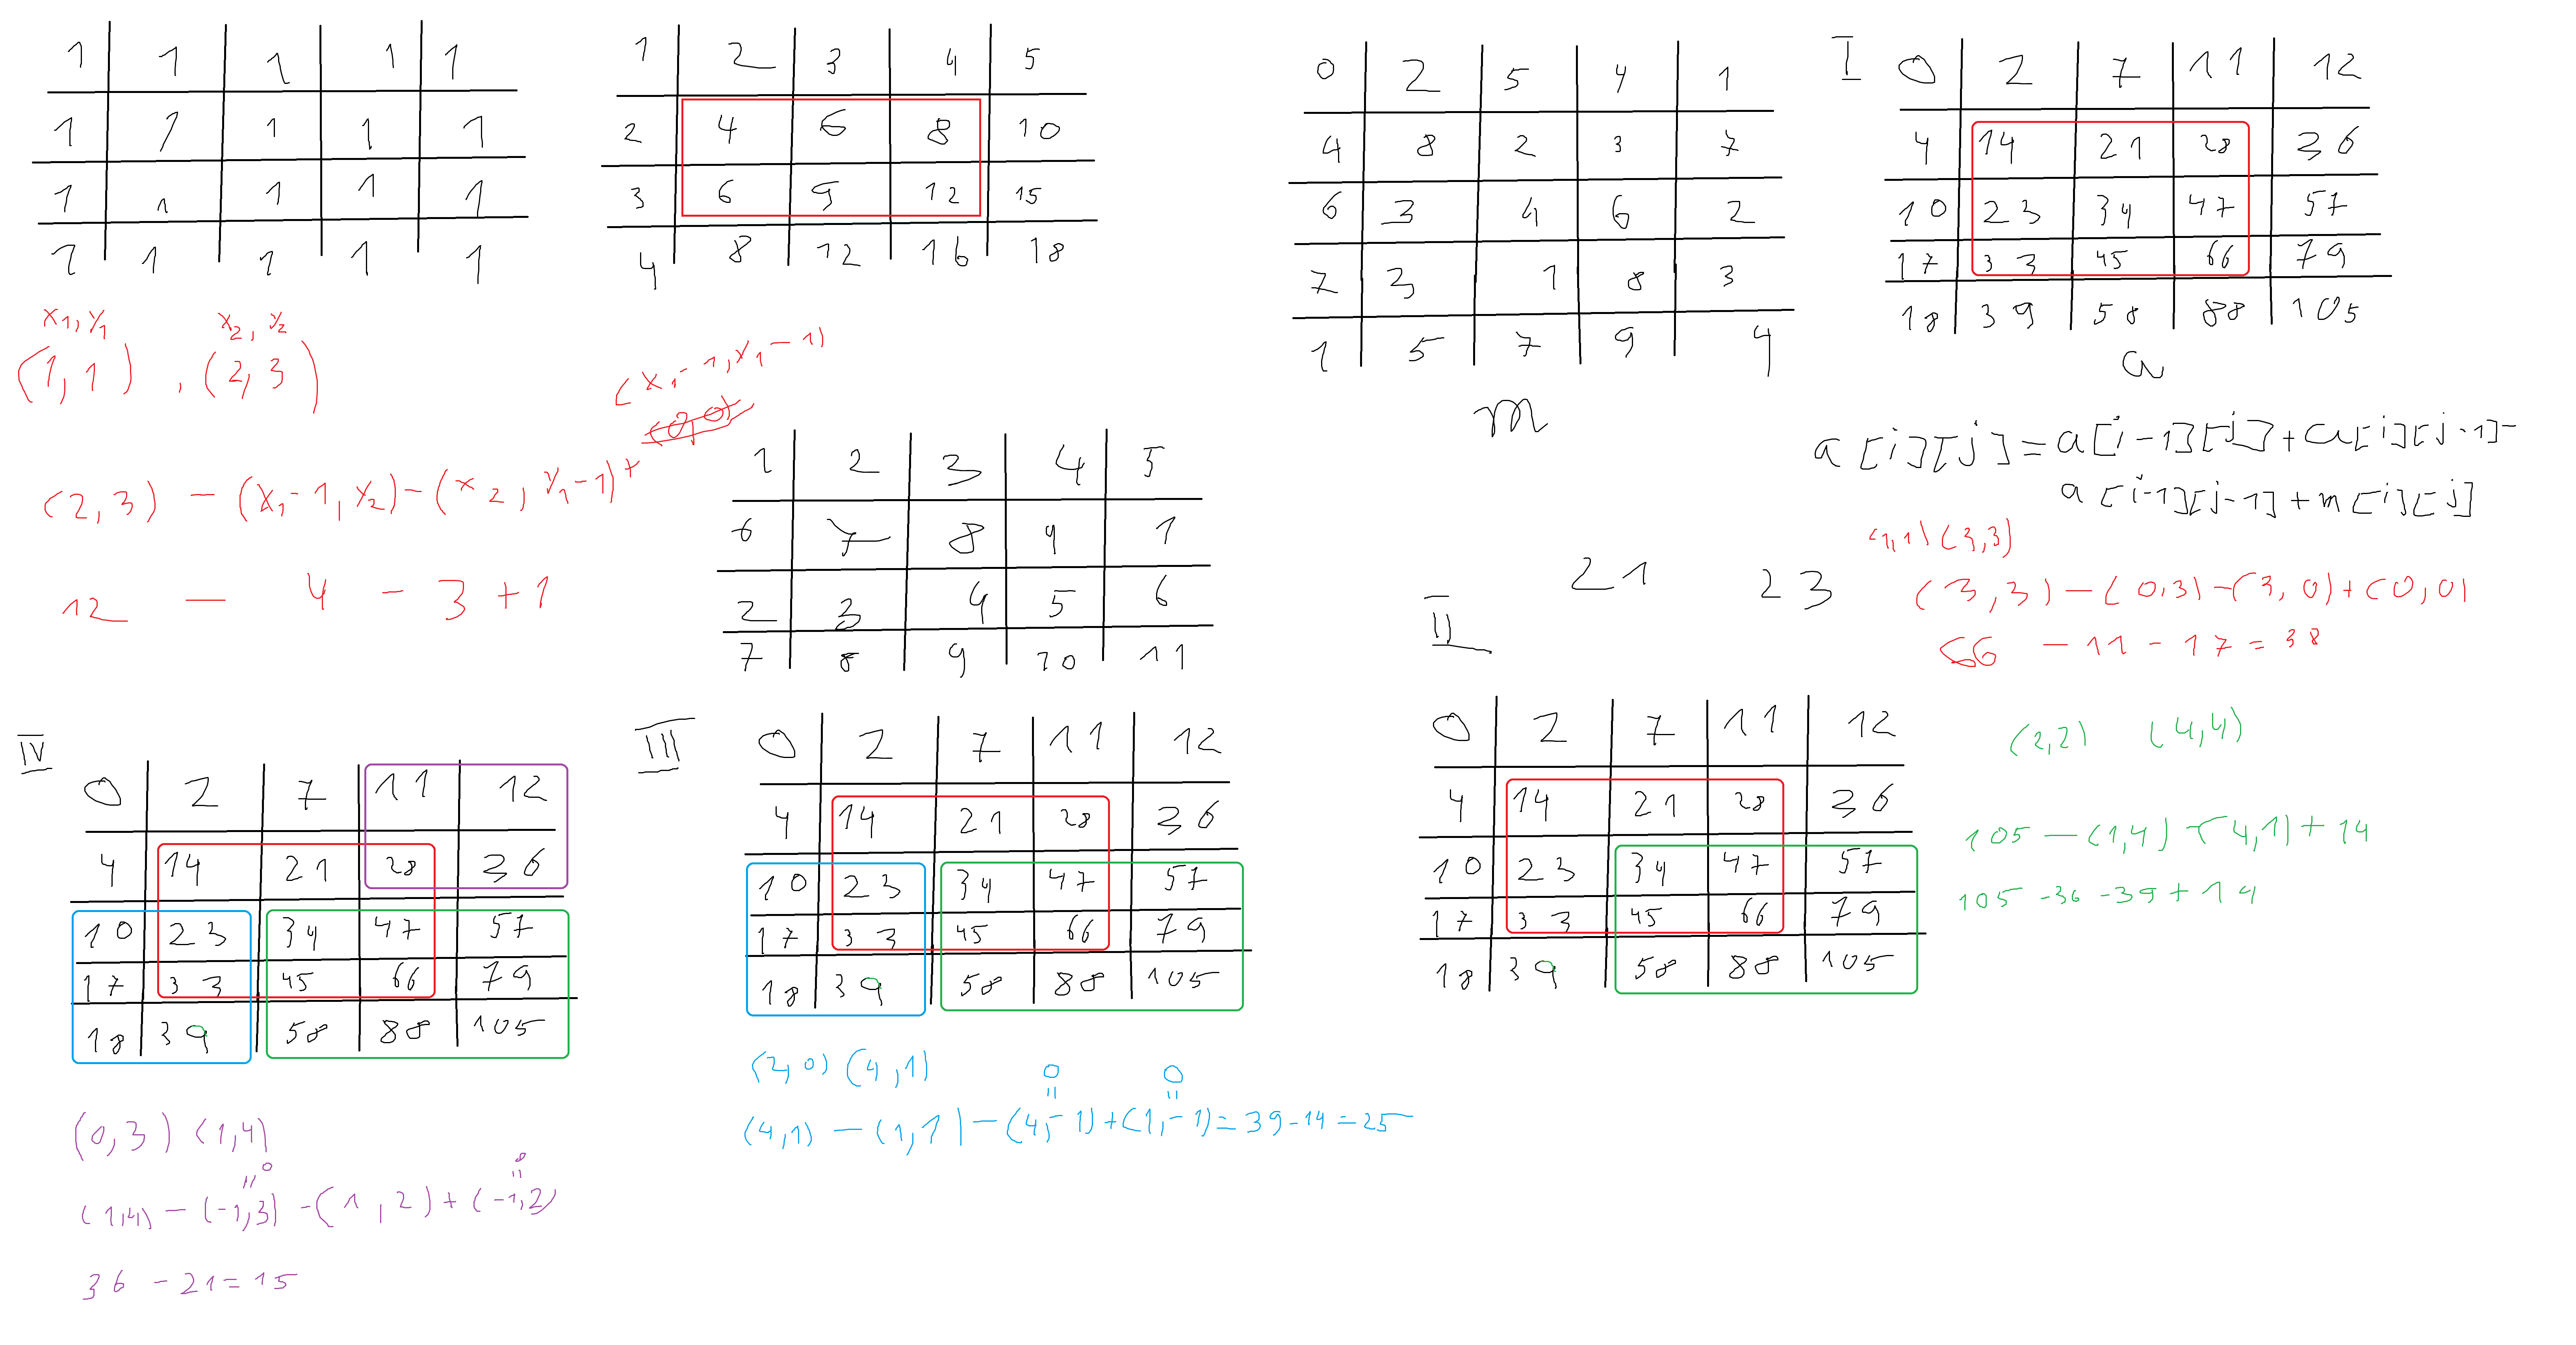 1 1 1 1 1
1 1 1 1 1
1 1 1 1 1
1 1 1 1 1
x1, y1 x2, y2
(1, 1) , (2, 3)
(2, 3) - (x1 - 1, y2) - (x2, y1 - 1) +
(x1 - 1, y1 - 1)
(0, 0)
12 - 4 - 3 + 1
1 2 3 4 5
2 4 6 8 10
3 6 9 12 15
4 8 12 16 18
1 2 3 4 5
6 7 8 9 1
2 3 4 5 6
7 8 9 10 11
0 2 5 4 1
4 8 2 3 7
6 3 4 6 2
7 3 1 8 3
1 5 7 9 4
m
I
0 2 7 11 12
4 14 21 28 36
10 23 34 47 57
17 33 45 66 79
18 39 58 88 105
a
a[i][j] = a[i-1][j] + a[i][j-1] -
a[i-1][j-1] + m[i][j]
(1,1) (3,3)
21 23
(3,3) - (0,3) - (3,0) + (0,0)
66 - 11 - 17 = 38
II
0 2 7 11 12
4 14 21 28 36
10 23 34 47 57
17 33 45 66 79
18 39 58 88 105
(2,2) (4,4)
105 - (1,4) - (4,1) + 14
105 - 36 - 39 + 14
III
0 2 7 11 12
4 14 21 28 36
10 23 34 47 57
17 33 45 66 79
18 39 58 88 105
(2,0) (4,1)
0 0
= =
(4,1) - (1,1) - (4,-1) + (1,-1) = 39 - 14 = 25
IV
0 2 7 11 12
4 14 21 28 36
10 23 34 47 57
17 33 45 66 79
18 39 58 88 105
(0,3) (1,4)
= 0 = 0
(1,4) - (-1,3) - (1,2) + (-1,2)
36 - 21 = 15